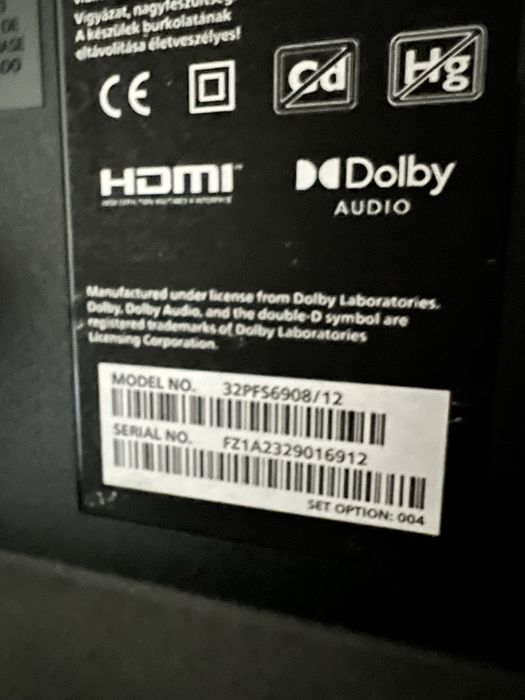 Vigyázat, nagyfeszültség!
A készülék burkolatának
eltávolítása életveszélyes!
CE
Cd
Hg
HDMI™
Dolby
AUDIO
Manufactured under license from Dolby Laboratories.
Dolby, Dolby Audio, and the double-D symbol are
registered trademarks of Dolby Laboratories
Licensing Corporation.
MODEL NO. 32PFS6908/12
SERIAL NO. FZ1A2329016912
SET OPTION: 004